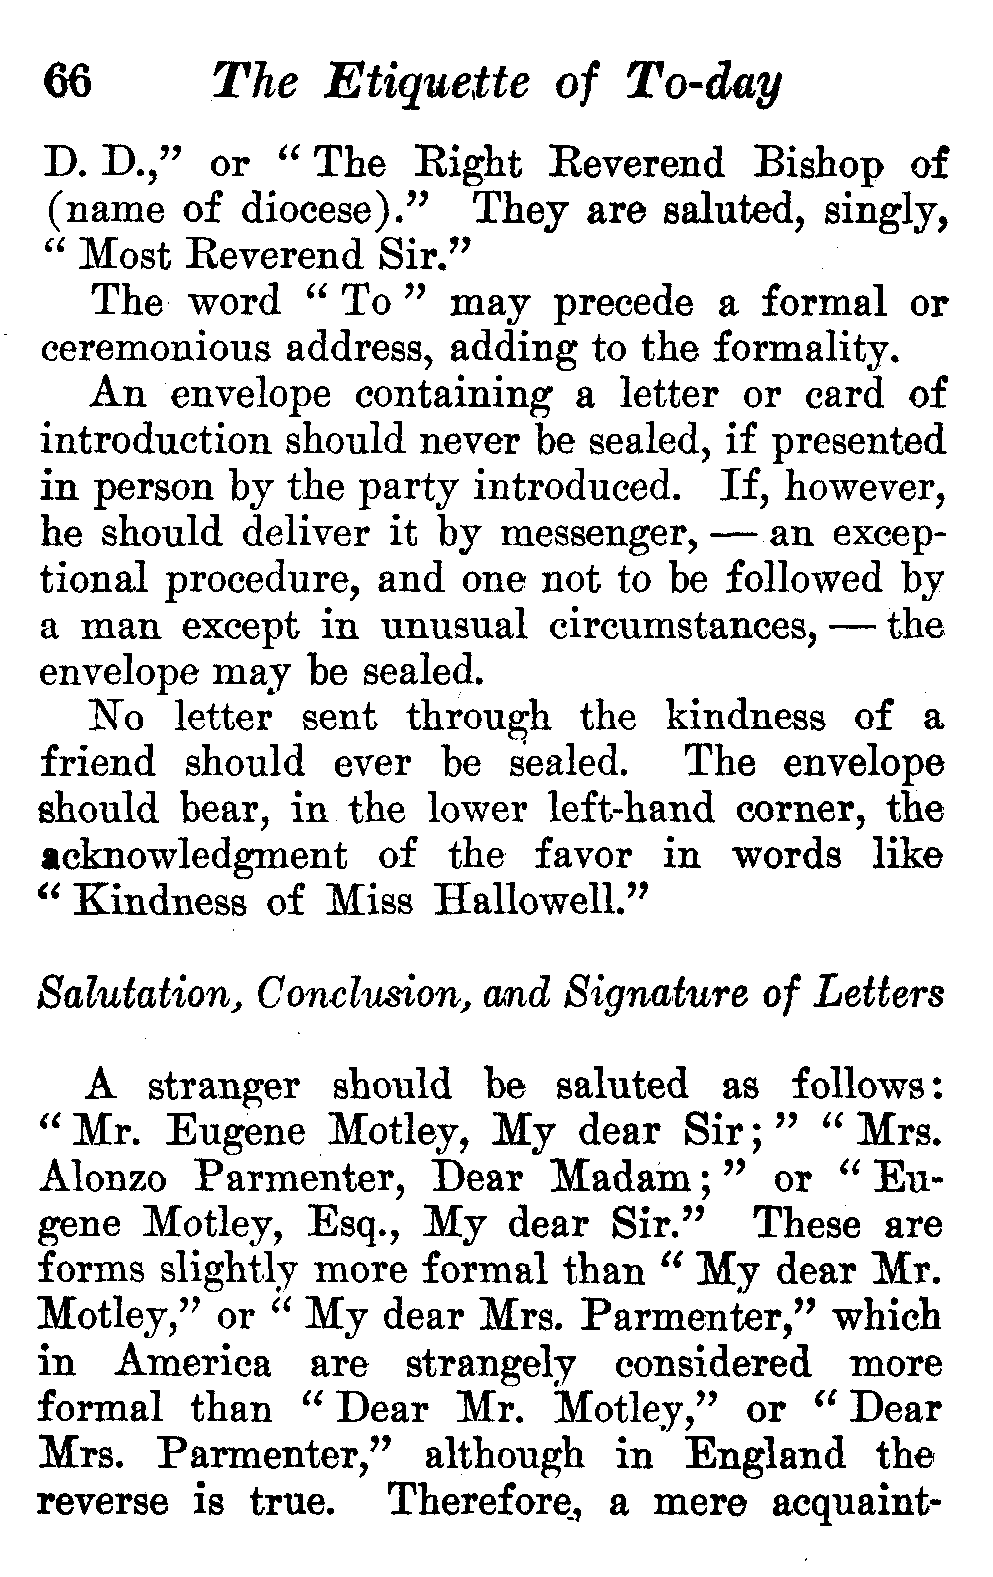 66 The Etiquette of To-day
D. D.,” or “ The Right Reverend Bishop of
(name of diocese).” They are saluted, singly,
“ Most Reverend Sir.”
The word “ To ” may precede a formal or
ceremonious address, adding to the formality.
An envelope containing a letter or card of
introduction should never be sealed, if presented
in person by the party introduced. If, however,
he should deliver it by messenger, — an excep-
tional procedure, and one not to be followed by
a man except in unusual circumstances, — the
envelope may be sealed.
No letter sent through the kindness of a
friend should ever be sealed. The envelope
should bear, in the lower left-hand corner, the
acknowledgment of the favor in words like
“ Kindness of Miss Hallowell.”
Salutation, Conclusion, and Signature of Letters
A stranger should be saluted as follows:
“ Mr. Eugene Motley, My dear Sir; ” “ Mrs.
Alonzo Parmenter, Dear Madam; ” or “ Eu-
gene Motley, Esq., My dear Sir.” These are
forms slightly more formal than “ My dear Mr.
Motley,” or “ My dear Mrs. Parmenter,” which
in America are strangely considered more
formal than “ Dear Mr. Motley,” or “ Dear
Mrs. Parmenter,” although in England the
reverse is true. Therefore, a mere acquaint-